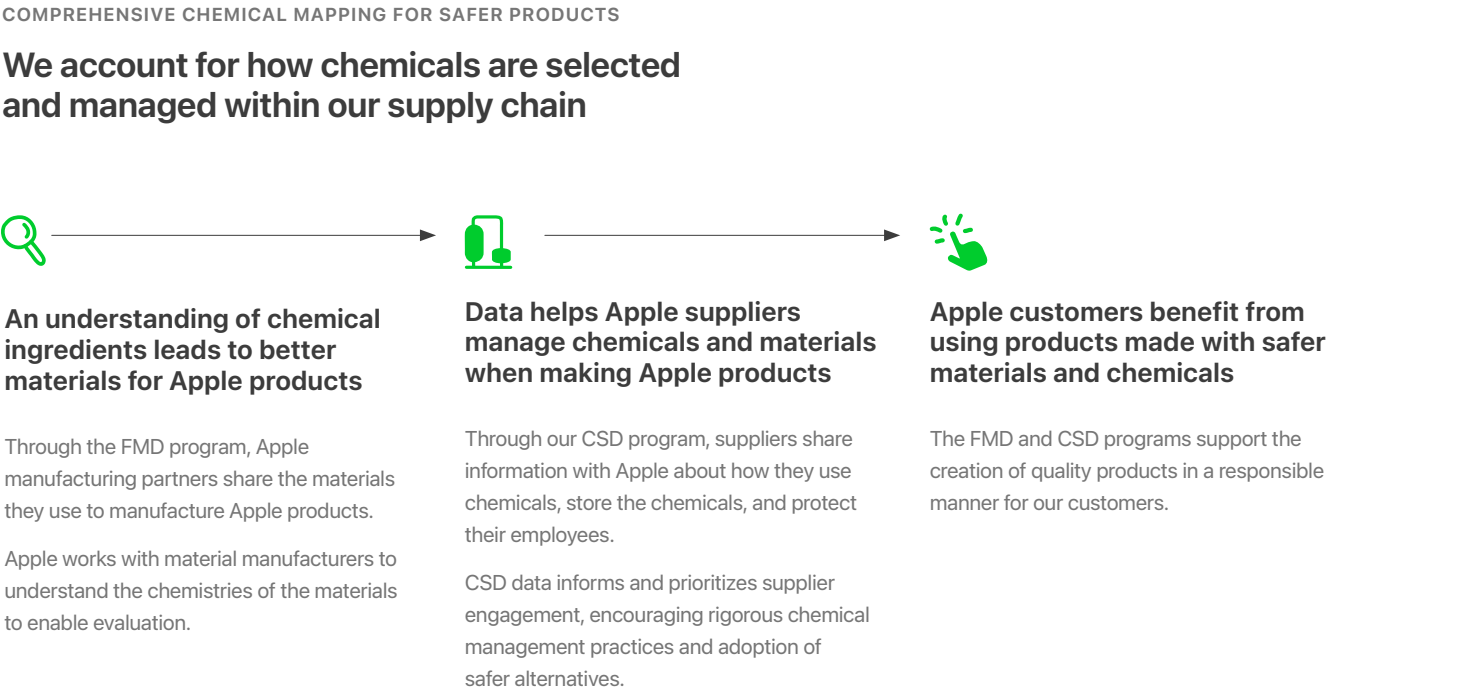 COMPREHENSIVE CHEMICAL MAPPING FOR SAFER PRODUCTS
We account for how chemicals are selected
and managed within our supply chain
An understanding of chemical
ingredients leads to better
materials for Apple products
Through the FMD program, Apple
manufacturing partners share the materials
they use to manufacture Apple products.
Apple works with material manufacturers to
understand the chemistries of the materials
to enable evaluation.
Data helps Apple suppliers
manage chemicals and materials
when making Apple products
Through our CSD program, suppliers share
information with Apple about how they use
chemicals, store the chemicals, and protect
their employees.
CSD data informs and prioritizes supplier
engagement, encouraging rigorous chemical
management practices and adoption of
safer alternatives.
Apple customers benefit from
using products made with safer
materials and chemicals
The FMD and CSD programs support the
creation of quality products in a responsible
manner for our customers.